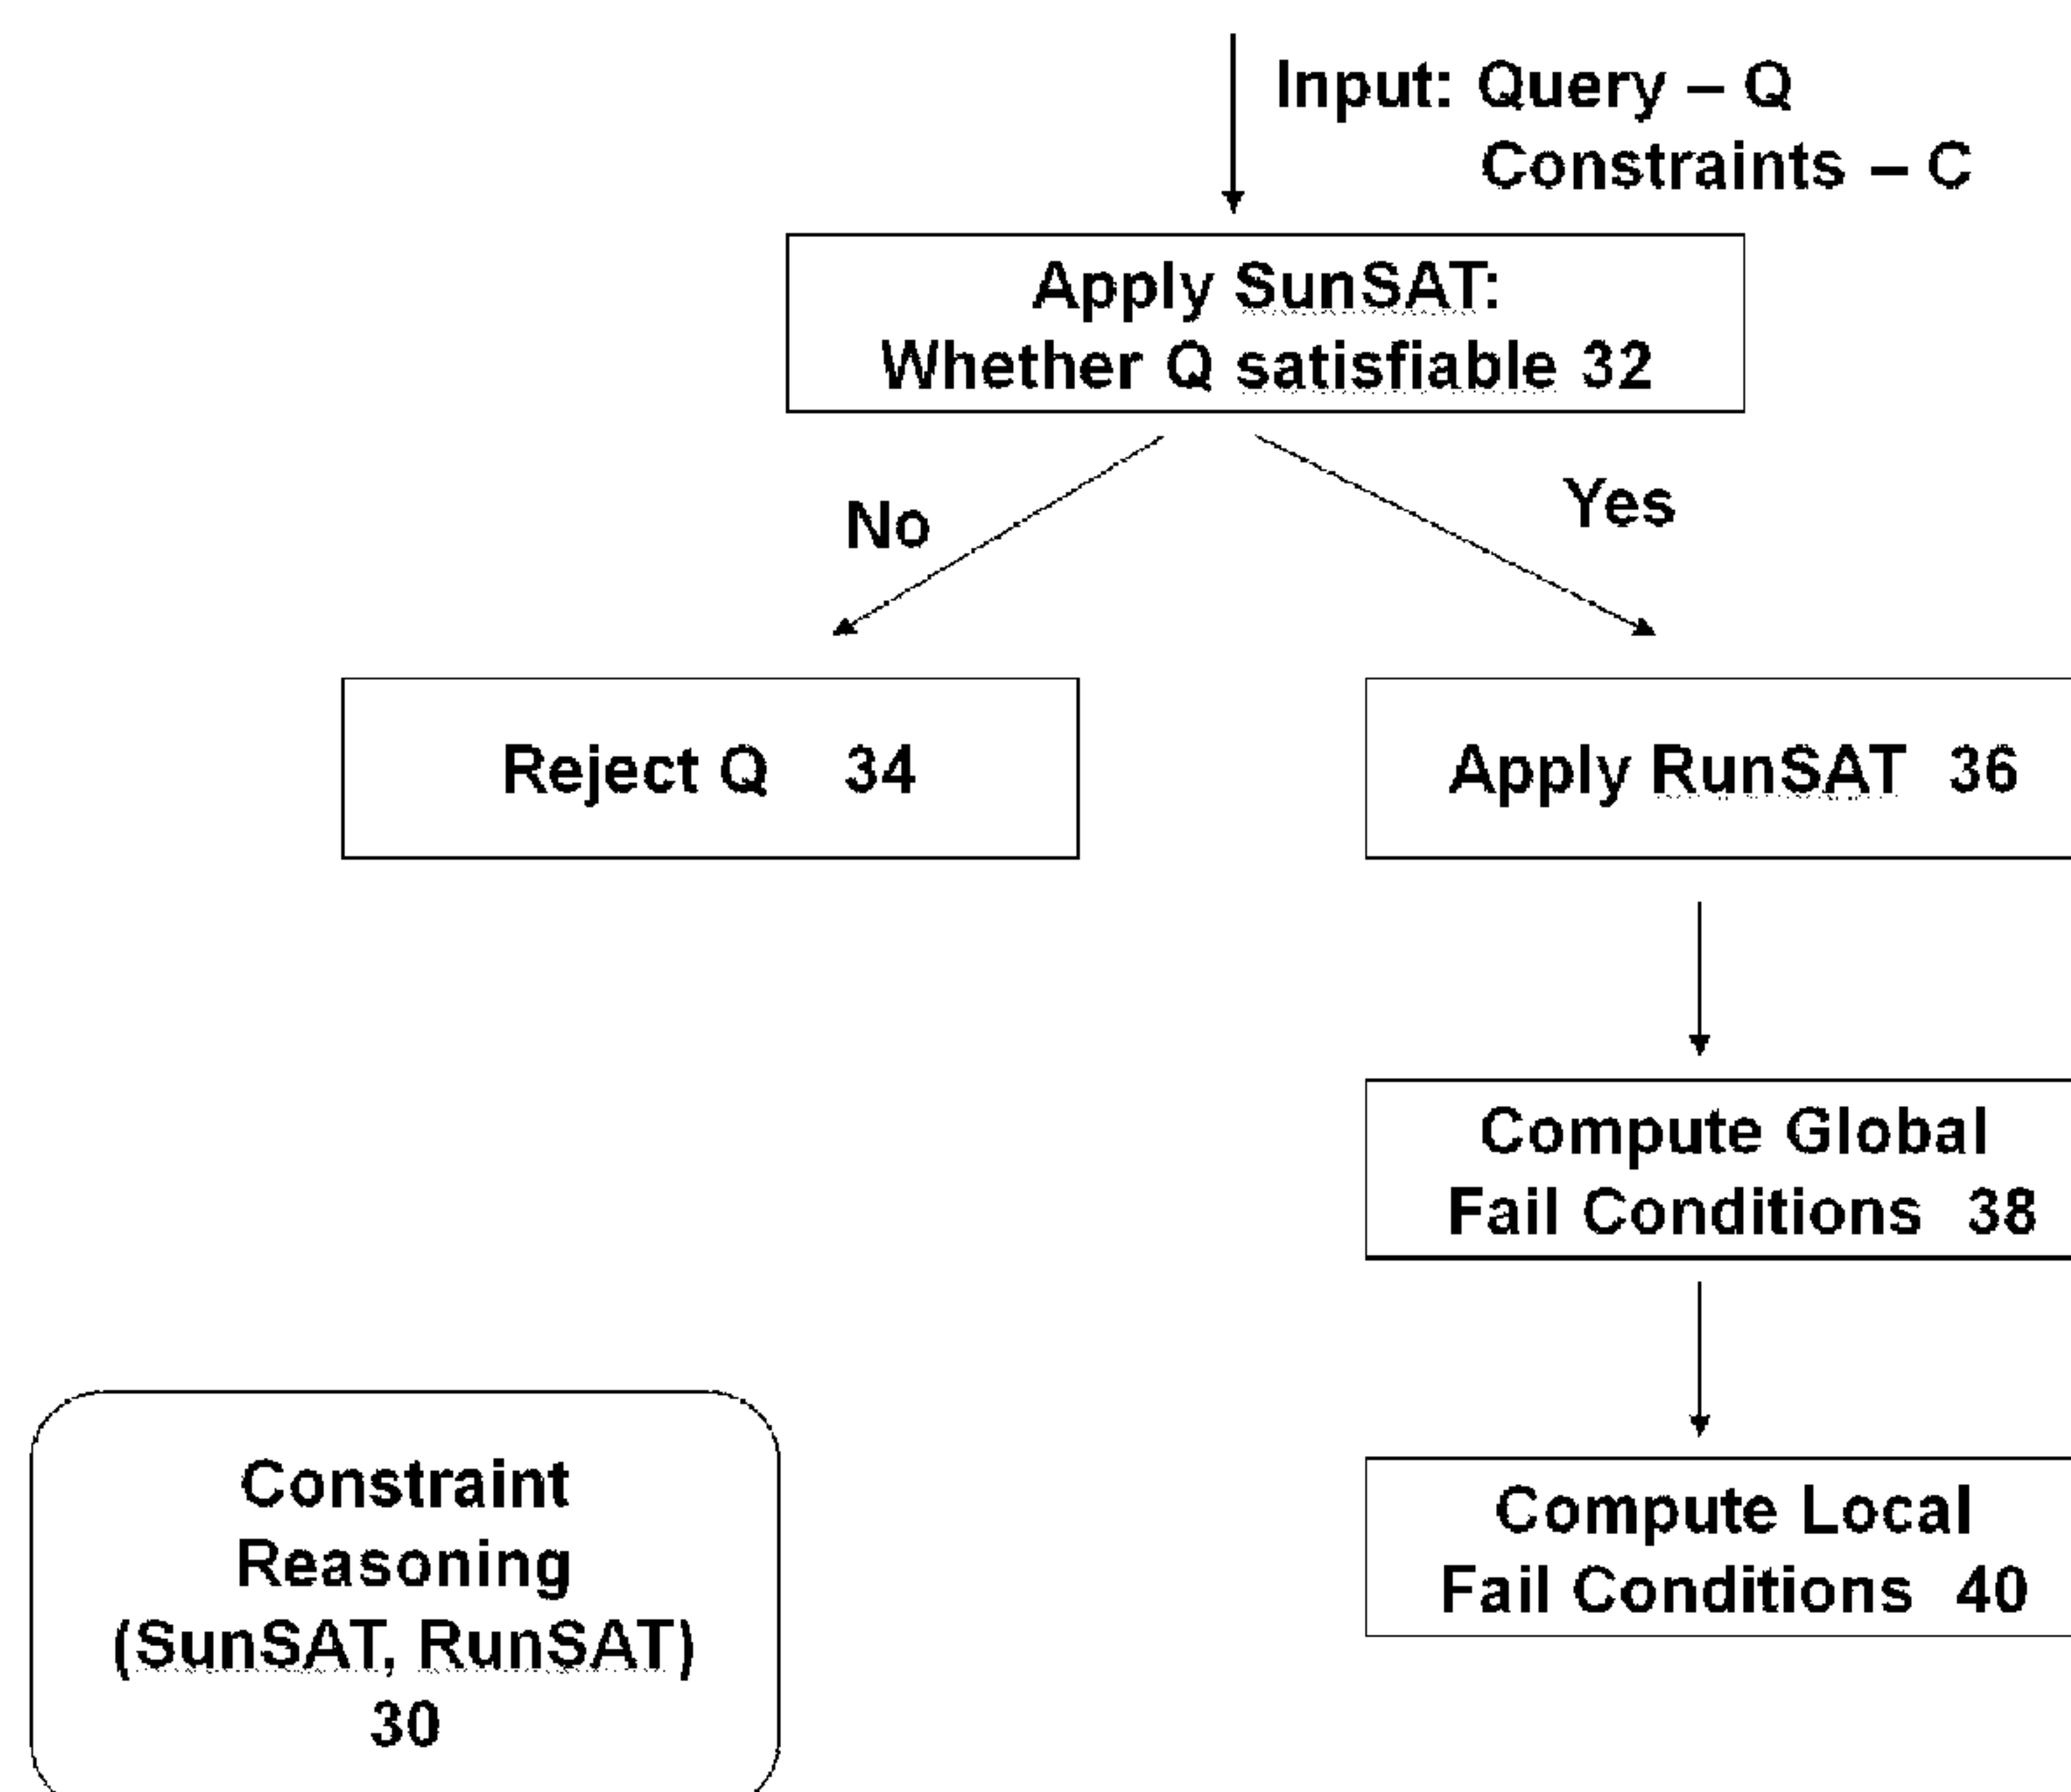 Input: Query – Q
Constraints – C
Apply SunSAT:
Whether Q satisfiable 32
No
Yes
Reject Q 34
Apply RunSAT 36
Compute Global
Fail Conditions 38
Compute Local
Fail Conditions 40
Constraint
Reasoning
(SunSAT, RunSAT)
30